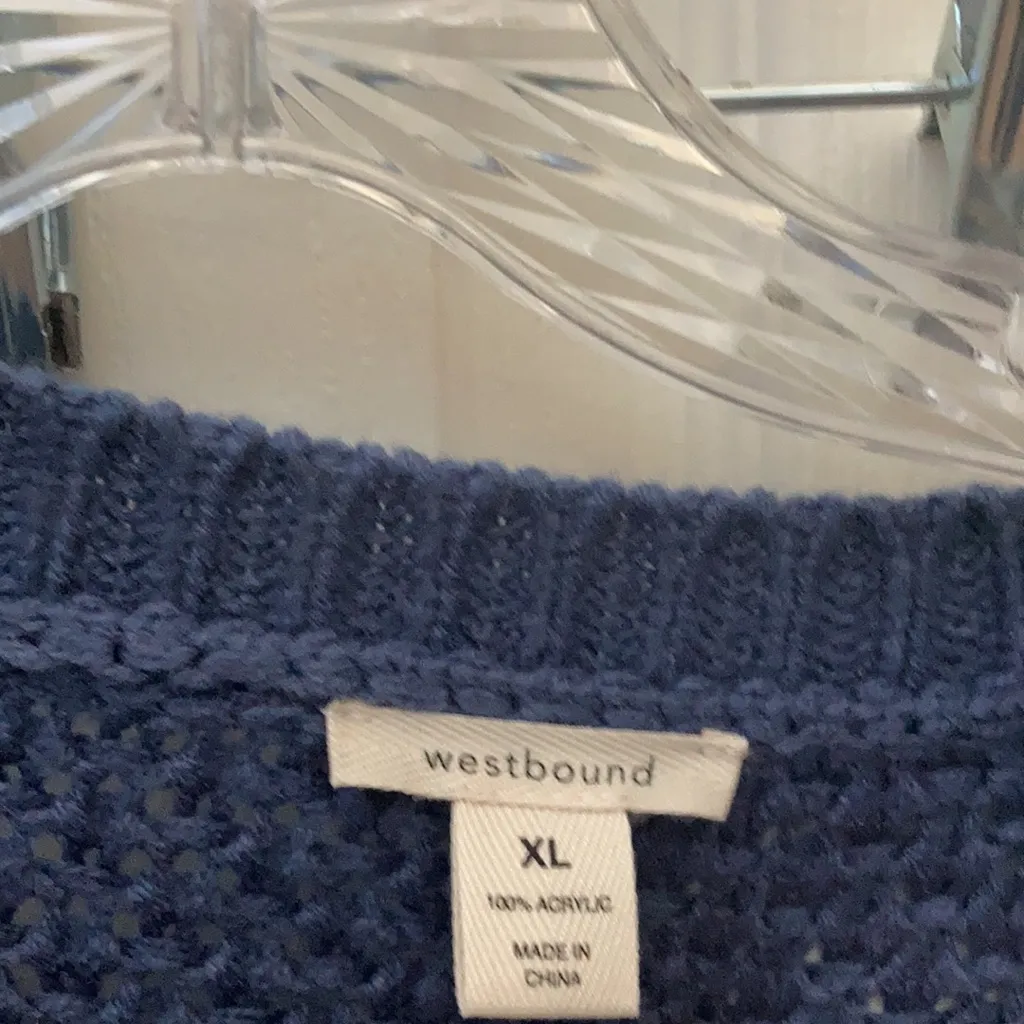 westbound
XL
100% ACRYLIC
MADE IN
CHINA